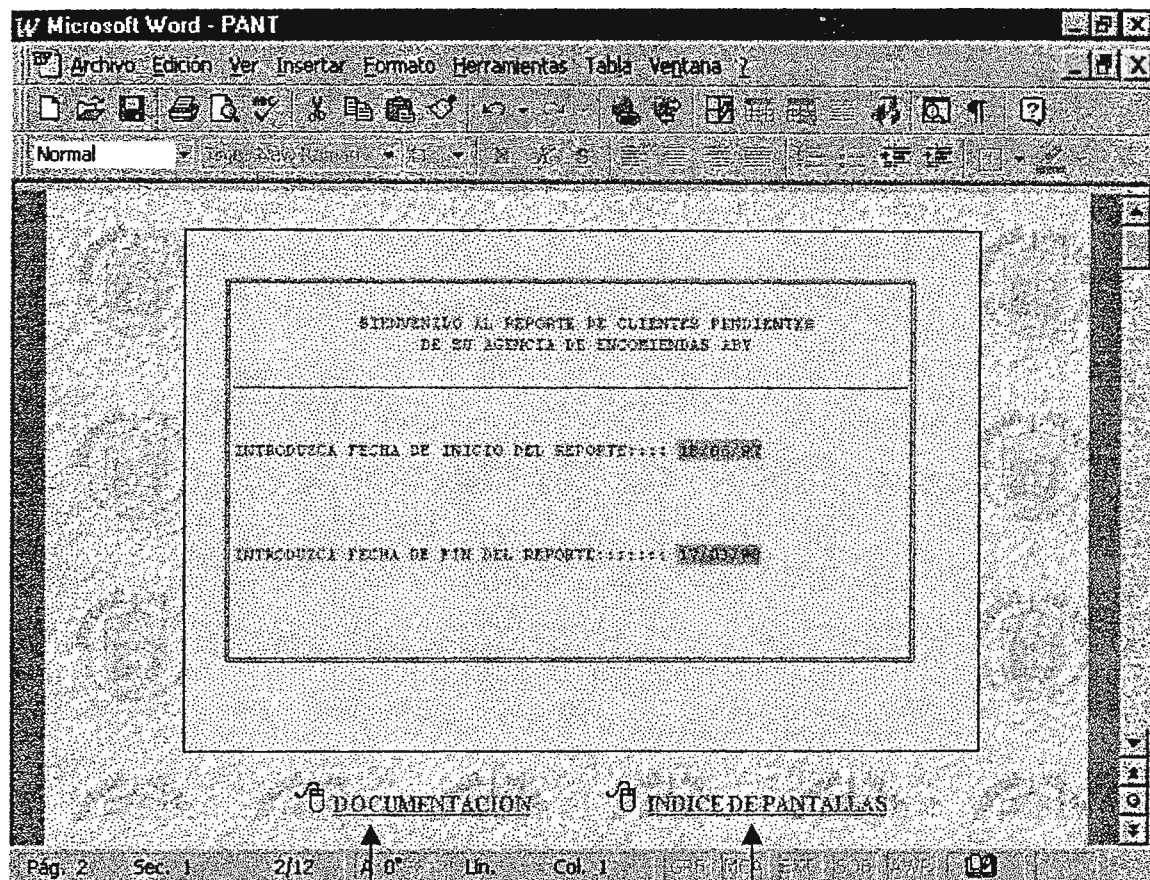 Microsoft Word - PANT
Archivo Edición Ver Insertar Formato Herramientas Tabla Ventana ?
Normal
BIENVENIDO AL REPORTE DE CLIENTES PENDIENTES
DE SU AGENCIA DE ENCOMIENDAS ABY
INTRODUZCA FECHA DE INICIO DEL REPORTE::::
INTRODUZCA FECHA DE FIN DEL REPORTE:::::::
DOCUMENTACION
INDICE DE PANTALLAS
Pág. 2 Sec. 1 2/12 A 0" Lín. Col. 1